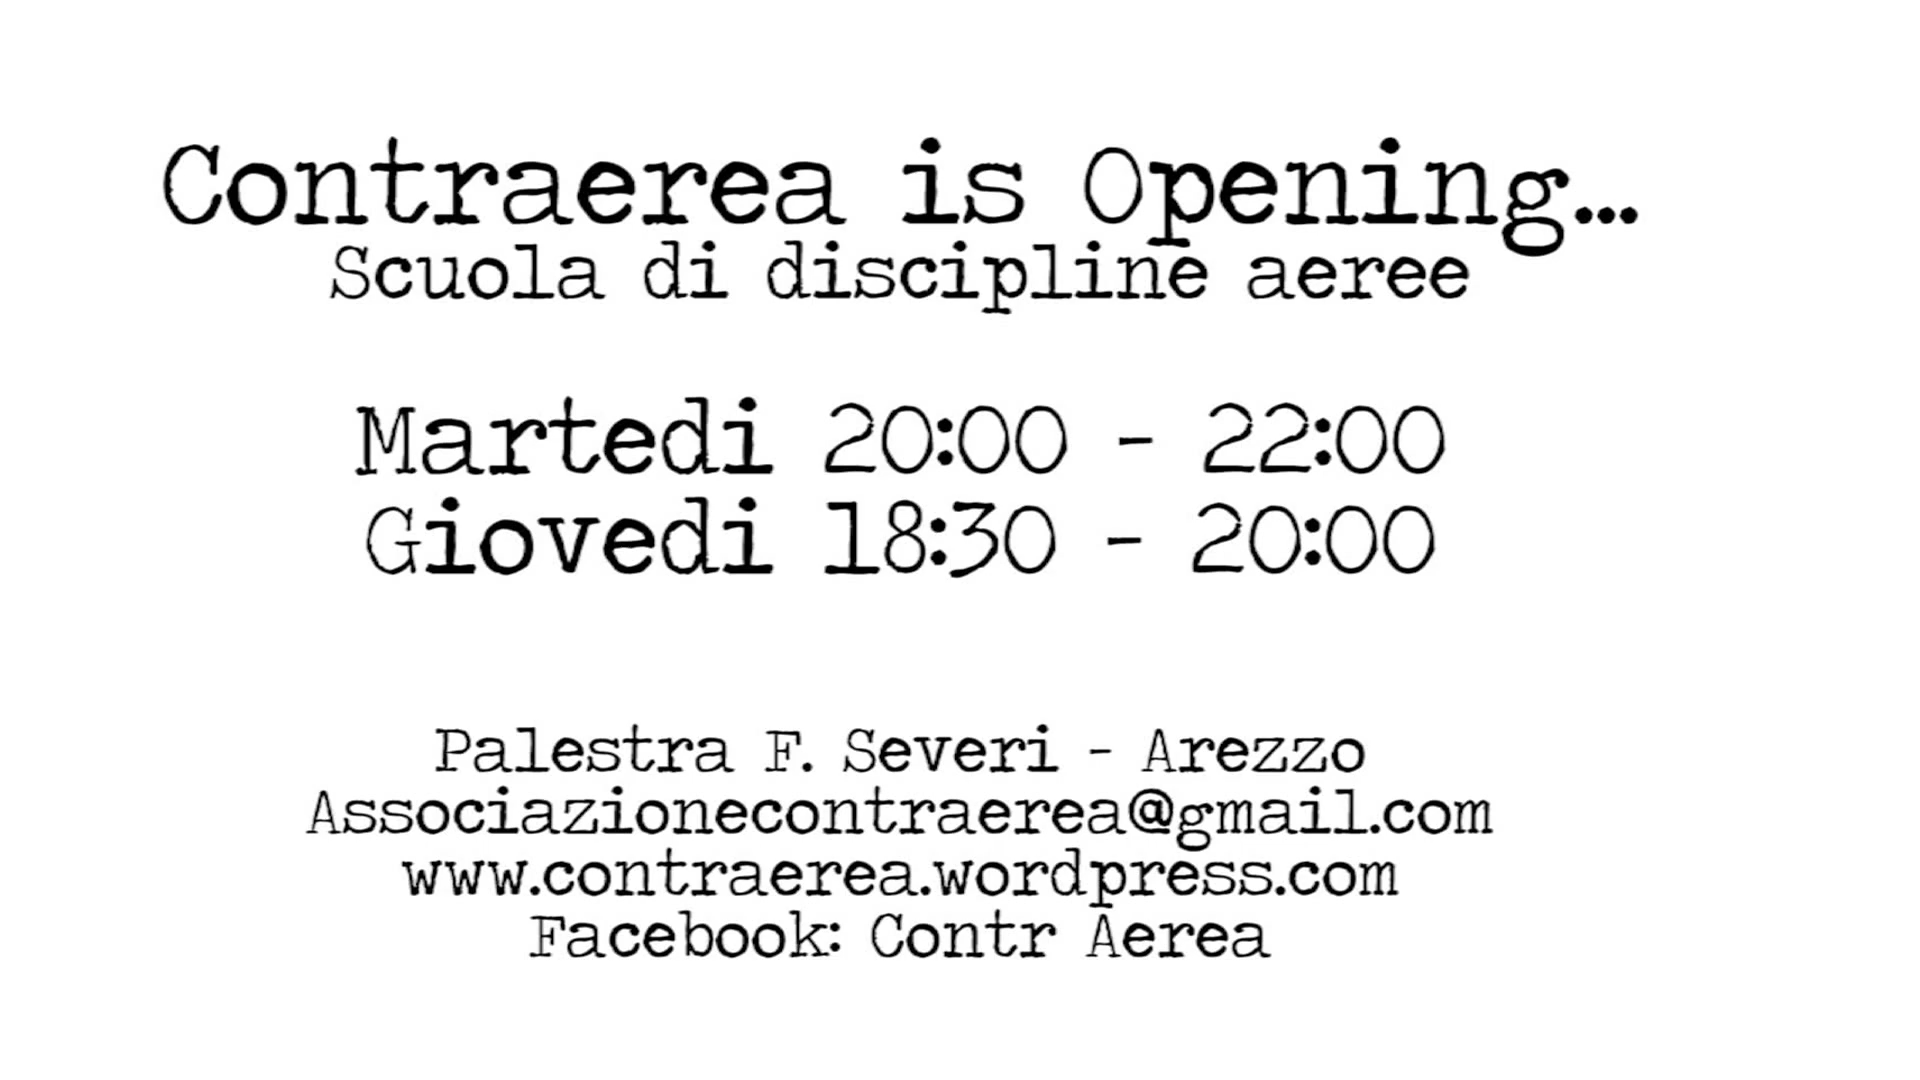 Contraerea is Opening...
Scuola di discipline aeree
Martedi 20:00 - 22:00
Giovedi 18:30 - 20:00
Palestra F. Severi - Arezzo
Associazionecontraerea@gmail.com
www.contraerea.wordpress.com
Facebook: Contr Aerea